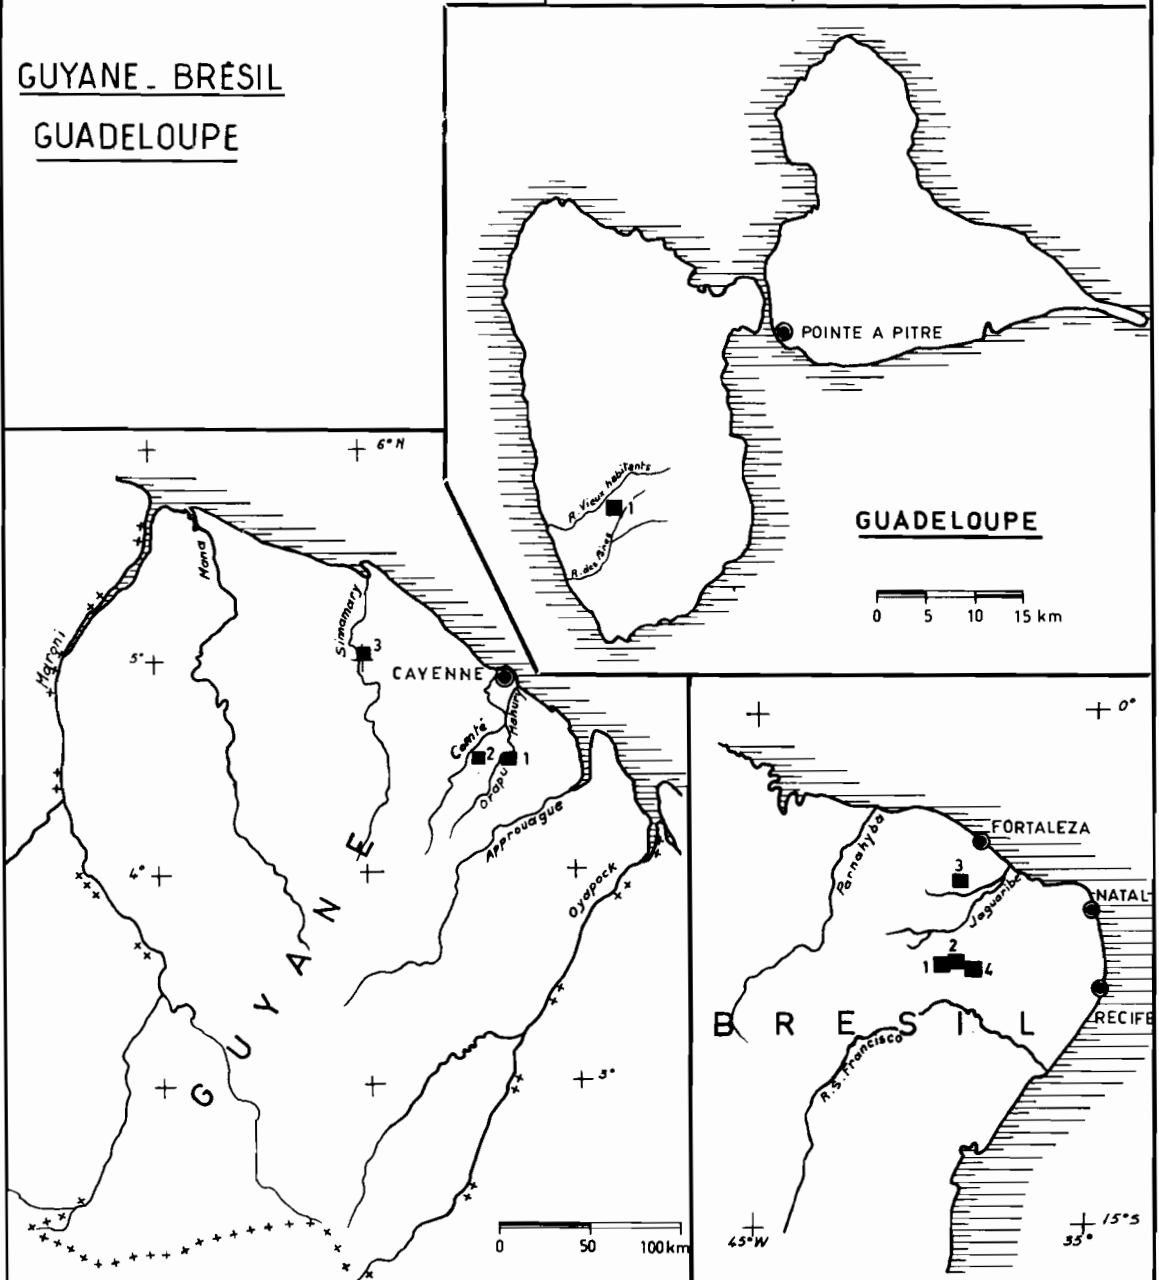 GUYANE - BRÉSIL
GUADELOUPE
POINTE A PITRE
R. Vieux habitants
1
R. des Pères
GUADELOUPE
0 5 10 15 km
6° N
Mana
Maroni
Sinnamary
3
5°
CAYENNE
Mahury
Comté
2
1
Orapu
Approuague
4°
Oyapock
GUYANE
3°
0 50 100 km
0°
FORTALEZA
Parnahyba
3
Jaguaribe
NATAL
2
1
4
BRESIL
RECIFE
R. S. Francisco
15° S
45° W
35°